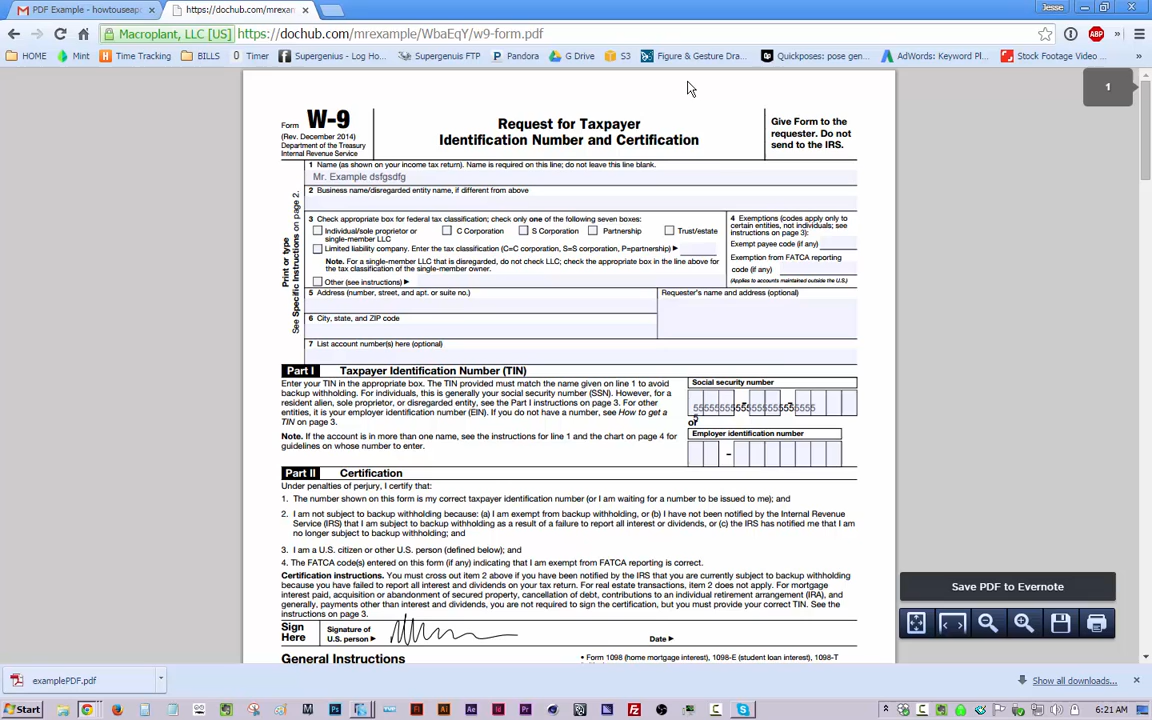 PDF Example - howtouseap
https://dochub.com/mrexan
Jesse
Macroplant, LLC [US]
https://dochub.com/mrexample/WbaEqY/w9-form.pdf
HOME
Mint
Time Tracking
BILLS
Timer
Supergenius - Log Ho...
Supergenuis FTP
Pandora
G Drive
S3
Figure & Gesture Dra...
Quickposes: pose gen...
AdWords: Keyword Pl...
Stock Footage Video ...
1
Form W-9
(Rev. December 2014)
Department of the Treasury
Internal Revenue Service
Request for Taxpayer
Identification Number and Certification
Give Form to the
requester. Do not
send to the IRS.
Print or type
See Specific Instructions on page 2.
1 Name (as shown on your income tax return). Name is required on this line; do not leave this line blank.
Mr. Example dsfgsdfg
2 Business name/disregarded entity name, if different from above
3 Check appropriate box for federal tax classification; check only one of the following seven boxes:
Individual/sole proprietor or
single-member LLC
C Corporation
S Corporation
Partnership
Trust/estate
Limited liability company. Enter the tax classification (C=C corporation, S=S corporation, P=partnership) ▶
Note. For a single-member LLC that is disregarded, do not check LLC; check the appropriate box in the line above for
the tax classification of the single-member owner.
Other (see instructions) ▶
4 Exemptions (codes apply only to
certain entities, not individuals; see
instructions on page 3):
Exempt payee code (if any)
Exemption from FATCA reporting
code (if any)
(Applies to accounts maintained outside the U.S.)
5 Address (number, street, and apt. or suite no.)
Requester's name and address (optional)
6 City, state, and ZIP code
7 List account number(s) here (optional)
Part I Taxpayer Identification Number (TIN)
Enter your TIN in the appropriate box. The TIN provided must match the name given on line 1 to avoid
backup withholding. For individuals, this is generally your social security number (SSN). However, for a
resident alien, sole proprietor, or disregarded entity, see the Part I instructions on page 3. For other
entities, it is your employer identification number (EIN). If you do not have a number, see How to get a
TIN on page 3.
Note. If the account is in more than one name, see the instructions for line 1 and the chart on page 4 for
guidelines on whose number to enter.
Social security number
or
Employer identification number
–
Part II Certification
Under penalties of perjury, I certify that:
1. The number shown on this form is my correct taxpayer identification number (or I am waiting for a number to be issued to me); and
2. I am not subject to backup withholding because: (a) I am exempt from backup withholding, or (b) I have not been notified by the Internal Revenue
Service (IRS) that I am subject to backup withholding as a result of a failure to report all interest or dividends, or (c) the IRS has notified me that I am
no longer subject to backup withholding; and
3. I am a U.S. citizen or other U.S. person (defined below); and
4. The FATCA code(s) entered on this form (if any) indicating that I am exempt from FATCA reporting is correct.
Certification instructions. You must cross out item 2 above if you have been notified by the IRS that you are currently subject to backup withholding
because you have failed to report all interest and dividends on your tax return. For real estate transactions, item 2 does not apply. For mortgage
interest paid, acquisition or abandonment of secured property, cancellation of debt, contributions to an individual retirement arrangement (IRA), and
generally, payments other than interest and dividends, you are not required to sign the certification, but you must provide your correct TIN. See the
instructions on page 3.
Sign
Here
Signature of
U.S. person ▶
Date ▶
General Instructions
• Form 1098 (home mortgage interest), 1098-E (student loan interest), 1098-T
Save PDF to Evernote
examplePDF.pdf
Show all downloads...
Start
6:21 AM